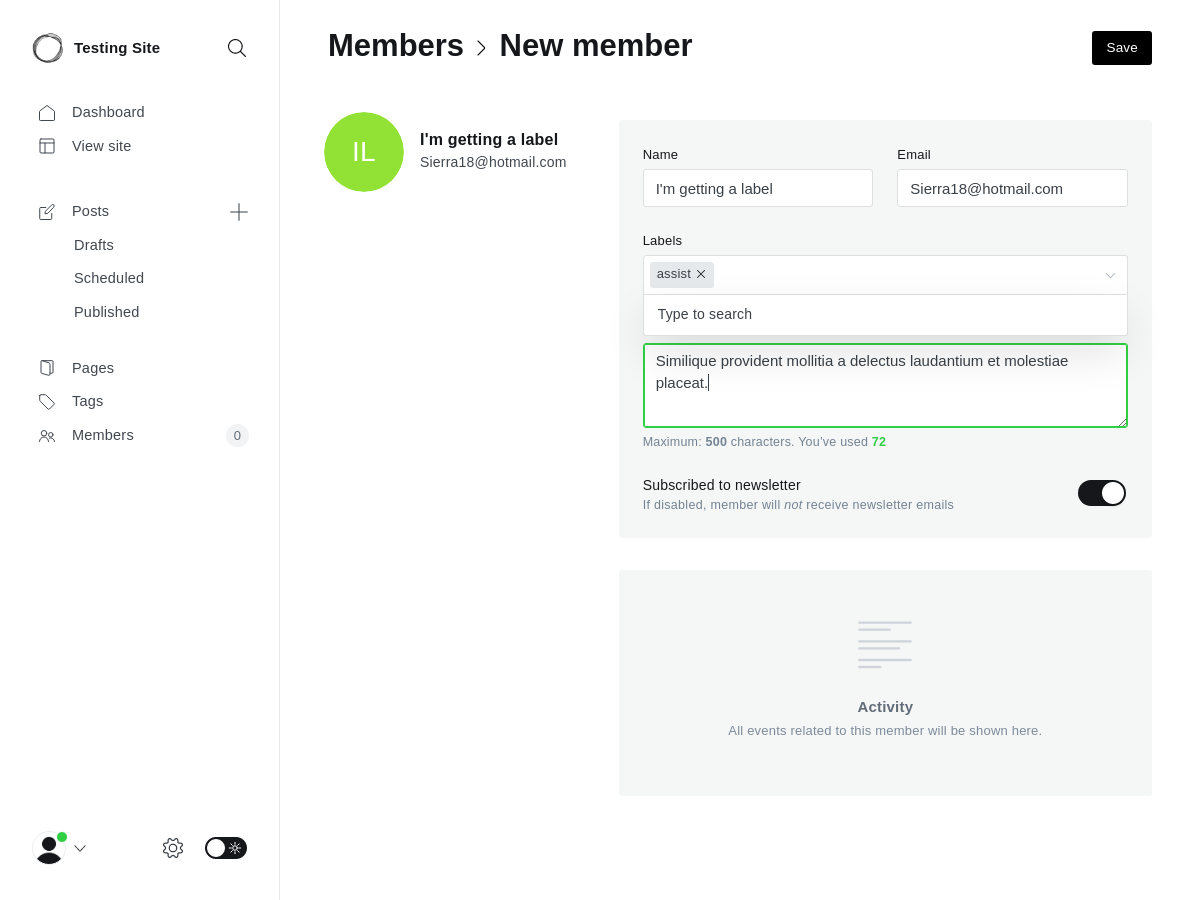 Testing Site
Dashboard
View site
Posts
Drafts
Scheduled
Published
Pages
Tags
Members
0
Members > New member
Save
IL
I'm getting a label
Sierra18@hotmail.com
Name
Email
I'm getting a label
Sierra18@hotmail.com
Labels
assist
Type to search
Similique provident mollitia a delectus laudantium et molestiae
placeat.
Maximum: 500 characters. You've used 72
Subscribed to newsletter
If disabled, member will not receive newsletter emails
Activity
All events related to this member will be shown here.